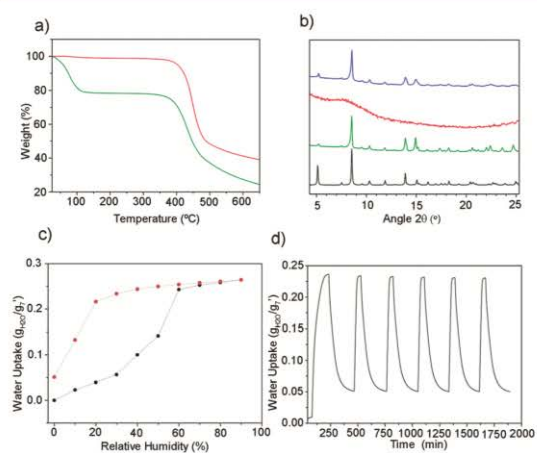 a)
100
80
60
40
20
Weight (%)
100 200 300 400 500 600
Temperature (ºC)
b)
5 10 15 20 25
Angle 2θ (º)
c)
0.3
0.2
0.1
0.0
Water Uptake (gH2O/g
0 20 40 60 80 100
Relative Humidity (%)
d)
0.25
0.20
0.15
0.10
0.05
0.00
Water Uptake (gH2O/g
250 500 750 1000 1250 1500 1750 2000
Time (min)